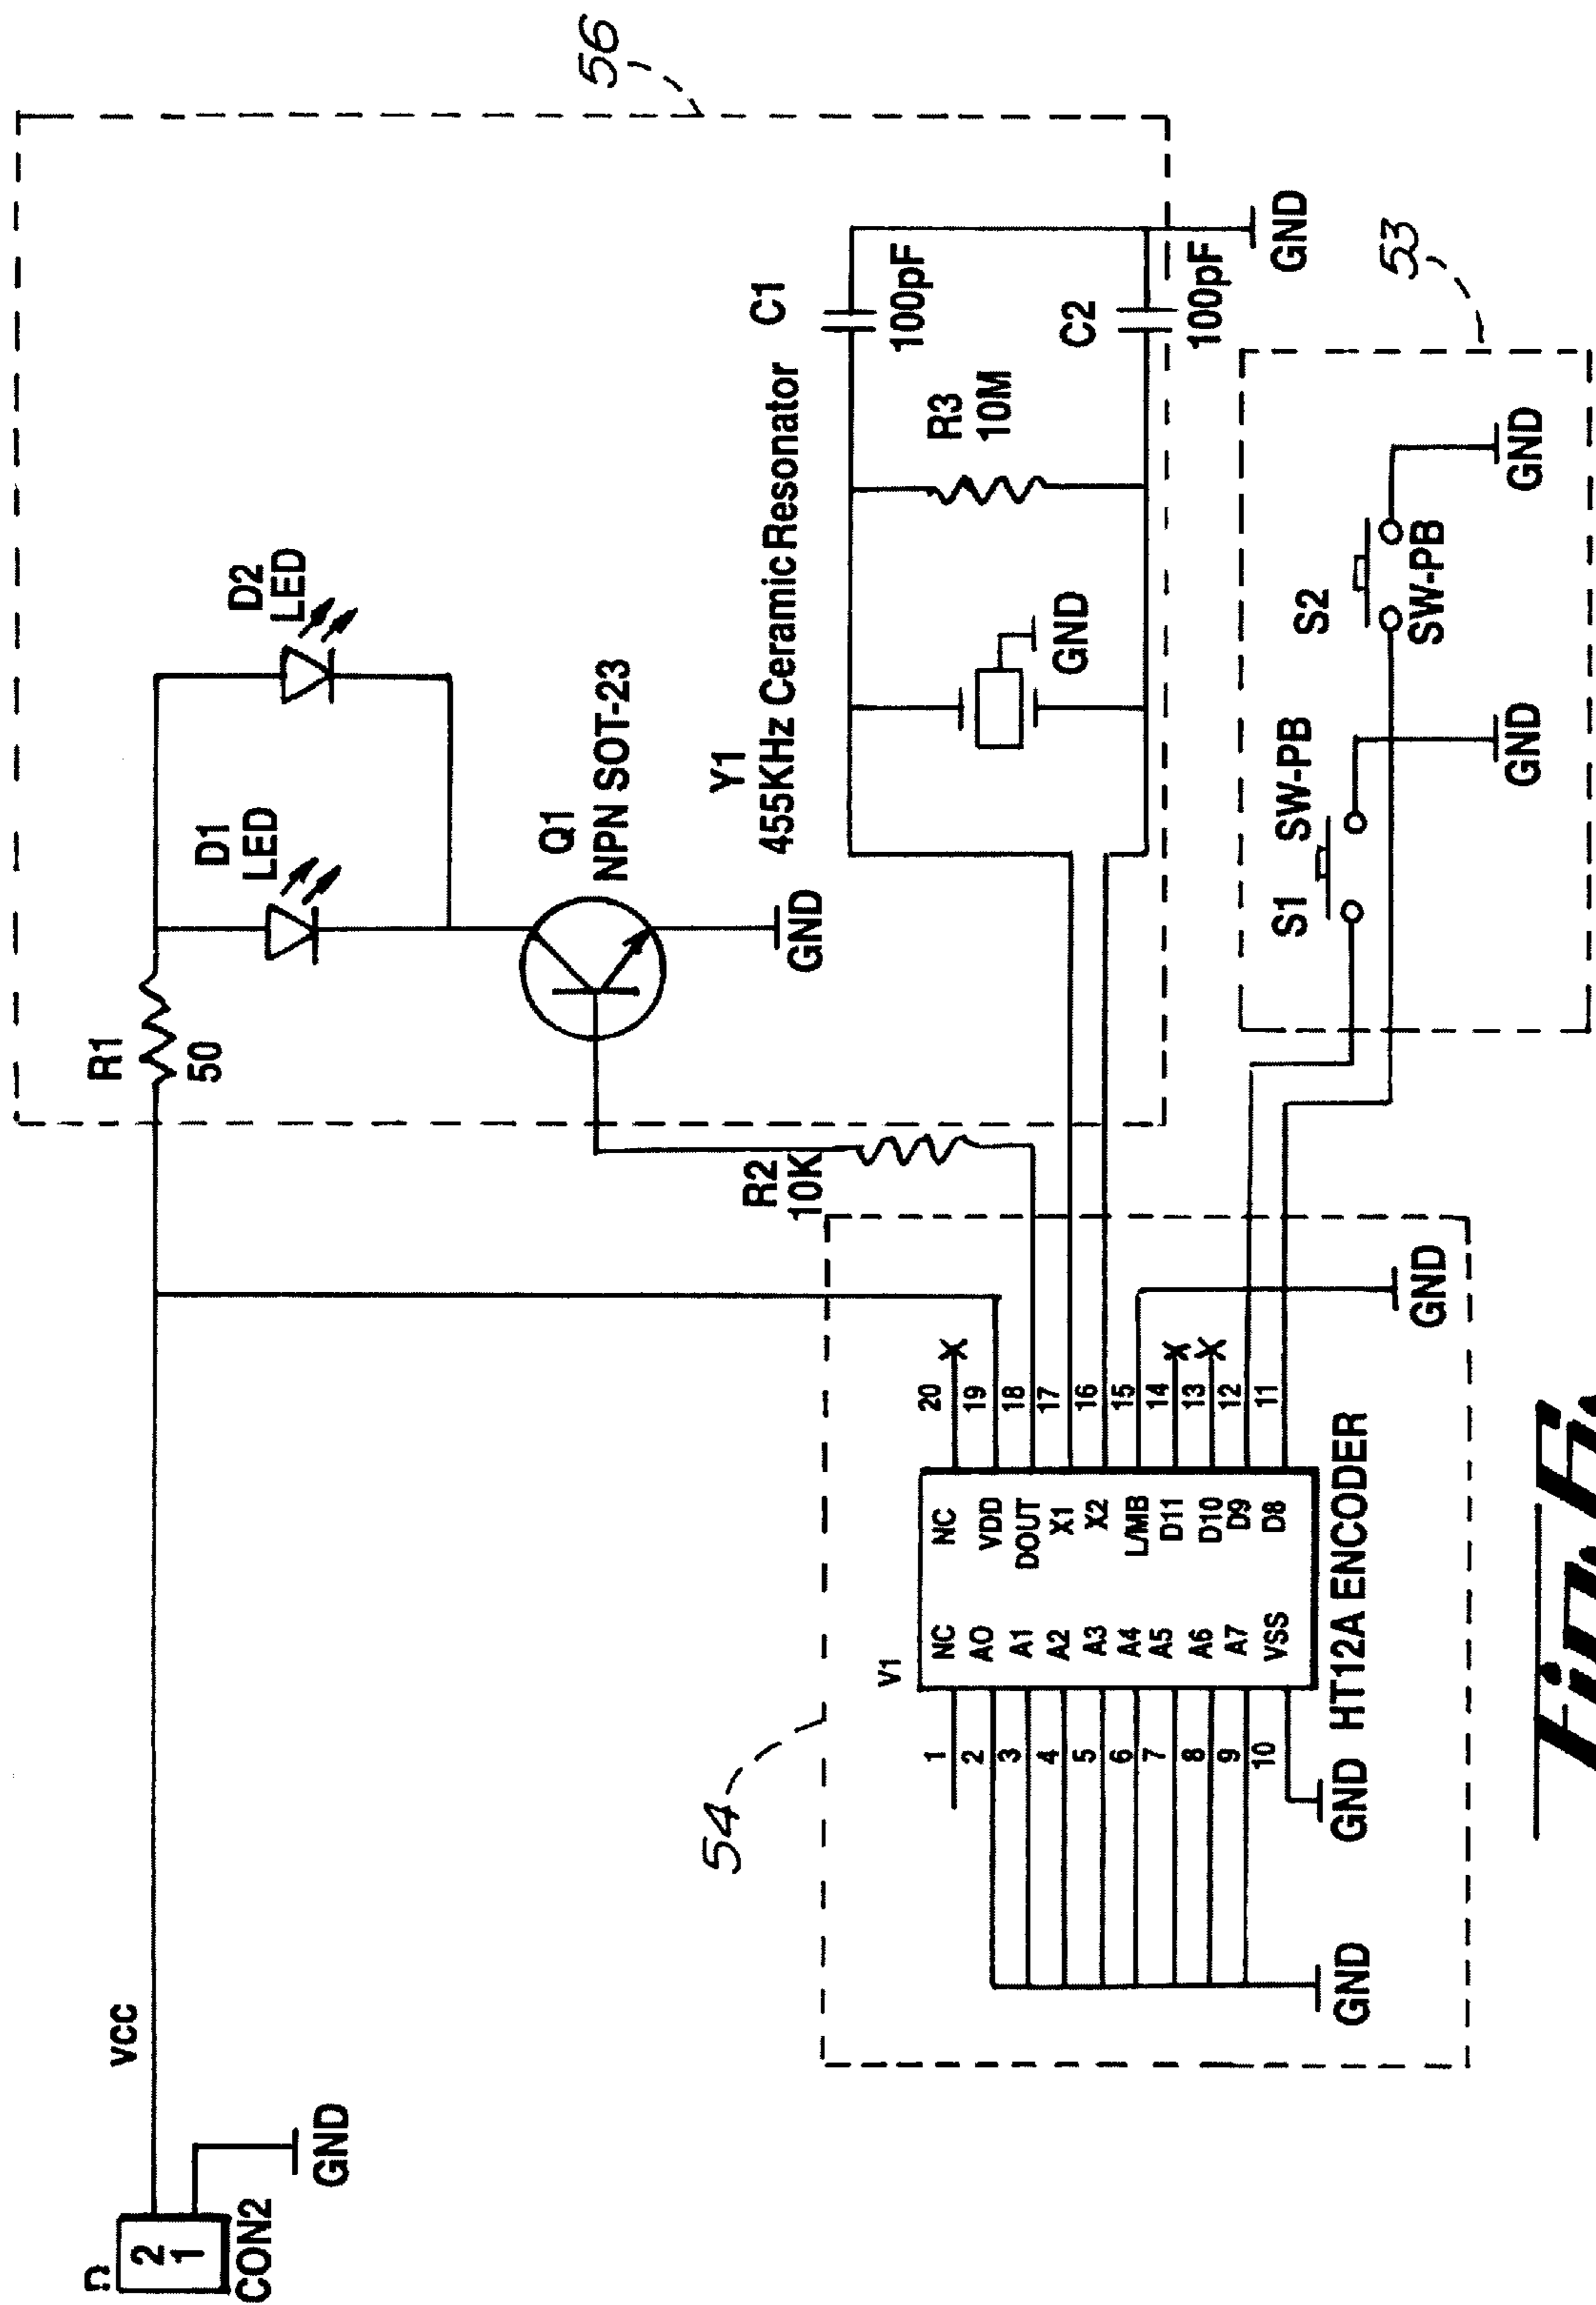 56
VCC
2
1
CON2
GND
R1
50
D1
LED
D2
LED
Q1
NPN SOT-23
GND
R2
10K
Y1
455KHz Ceramic Resonator
C1
100pF
R3
10M
GND
C2
100pF
GND
54
V1
1 NC NC 20
2 AO VDD 19
3 A1 DOUT 18
4 A2 X1 17
5 A3 X2 16
6 A4 L/MB 15
7 A5 D11 14
8 A6 D10 13
9 A7 D9 12
10 VSS D8 11
GND
GND
HT12A ENCODER
GND
53
S1
SW-PB
GND
S2
SW-PB
GND